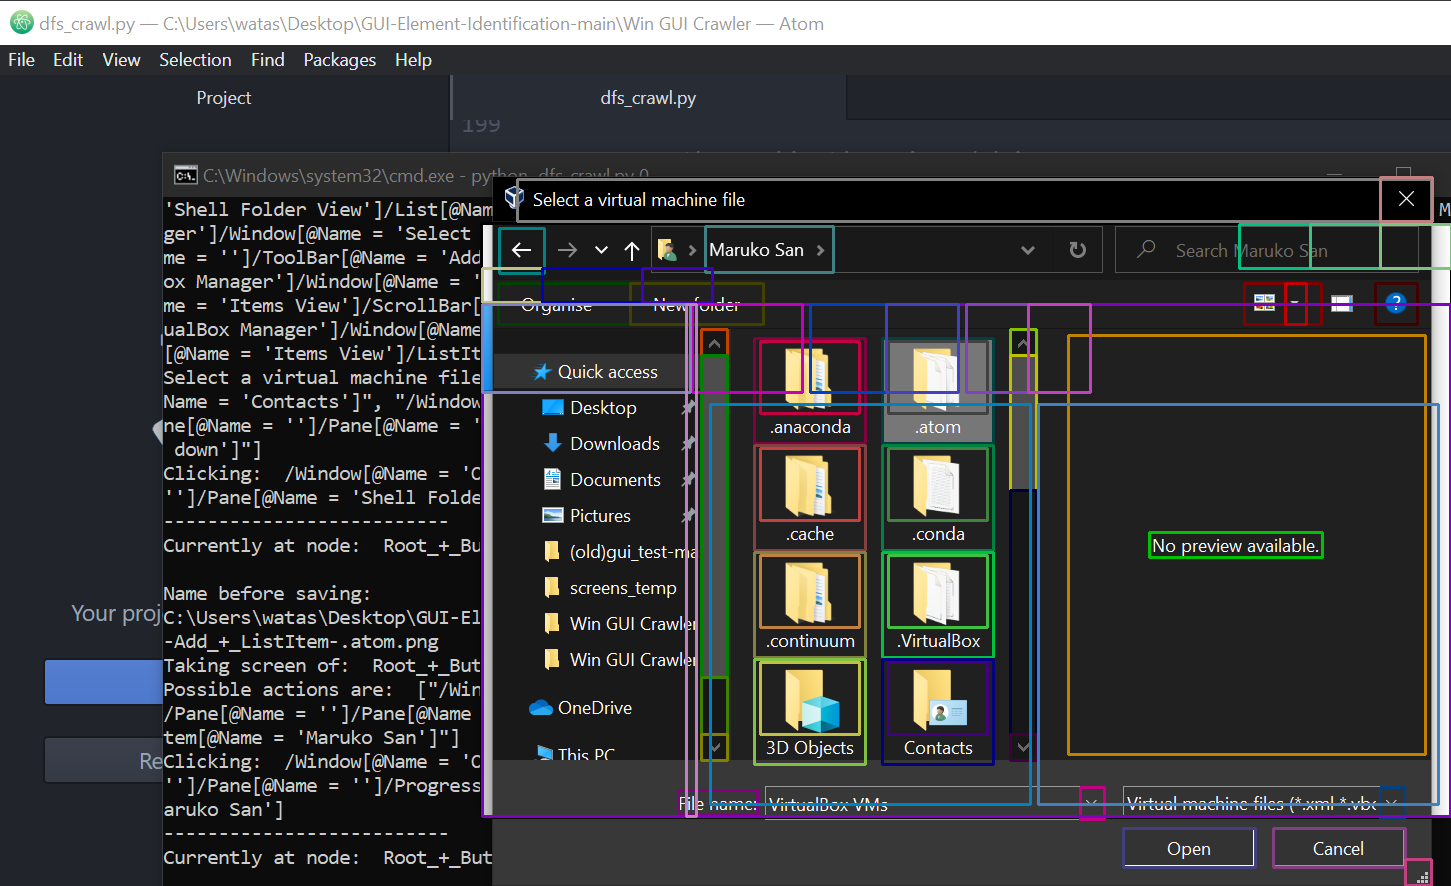 dfs_crawl.py — C:\Users\watas\Desktop\GUI-Element-Identification-main\Win GUI Crawler — Atom
File Edit View Selection Find Packages Help
Project
dfs_crawl.py
199
C:\Windows\system32\cmd.exe - python dfs_crawl.py 0
'Shell Folder View']/List[@Nam
ger']/Window[@Name = 'Select
me = '']/ToolBar[@Name = 'Add
ox Manager']/Window[@Name = '
me = 'Items View']/ScrollBar[
ualBox Manager']/Window[@Name
[@Name = 'Items View']/ListIt
Select a virtual machine file
Name = 'Contacts']", "/Window
ne[@Name = '']/Pane[@Name = '
down']"]
Clicking: /Window[@Name = 'O
'']/Pane[@Name = 'Shell Folde
---------------------------
Currently at node: Root_+_Bu
Name before saving:
C:\Users\watas\Desktop\GUI-El
-Add_+_ListItem-.atom.png
Taking screen of: Root_+_But
Possible actions are: ["/Win
/Pane[@Name = '']/Pane[@Name
tem[@Name = 'Maruko San']"]
Clicking: /Window[@Name = 'O
'']/Pane[@Name = '']/Progress
aruko San']
---------------------------
Currently at node: Root_+_But
Your proj
Re
Select a virtual machine file
M
Maruko San
Search Maruko San
Organise
New folder
Quick access
Desktop
Downloads
Documents
Pictures
(old)gui_test-ma
screens_temp
Win GUI Crawler
Win GUI Crawler
OneDrive
This PC
.anaconda
.atom
.cache
.conda
.continuum
.VirtualBox
3D Objects
Contacts
No preview available.
File name:
VirtualBox VMs
Virtual machine files (*.xml *.vbo
Open
Cancel